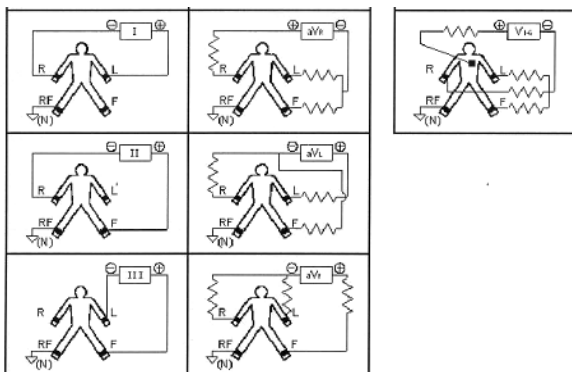 ⊖ I ⊕
R L
RF F
(N)
⊕ aVR ⊖
R L
RF F
(N)
⊕ V1-6 ⊖
R L
RF F
(N)
⊖ II ⊕
R L'
RF F
(N)
⊖ aVL ⊕
R L
RF F
(N)
⊖ III ⊕
R L
RF F
(N)
⊖ aVF ⊕
R L
RF F
(N)